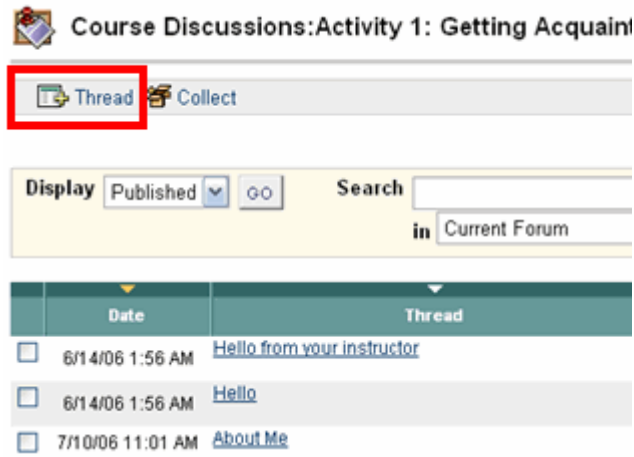 Course Discussions:Activity 1: Getting Acquaint
Thread Collect
Display Published GO Search
in Current Forum
Date Thread
6/14/06 1:56 AM Hello from your instructor
6/14/06 1:56 AM Hello
7/10/06 11:01 AM About Me